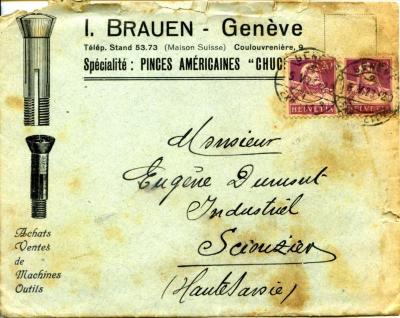 I. BRAUEN - Genève
Télép. Stand 53.73 (Maison Suisse) Coulouvrenière, 9
Spécialité : PINCES AMÉRICAINES "CHUC
HELVETIA HELVETIA
Monsieur
Eugène Dumont
Industriel
Scionzier
(Haute Savoie)
Achats
Ventes
de
Machines
Outils